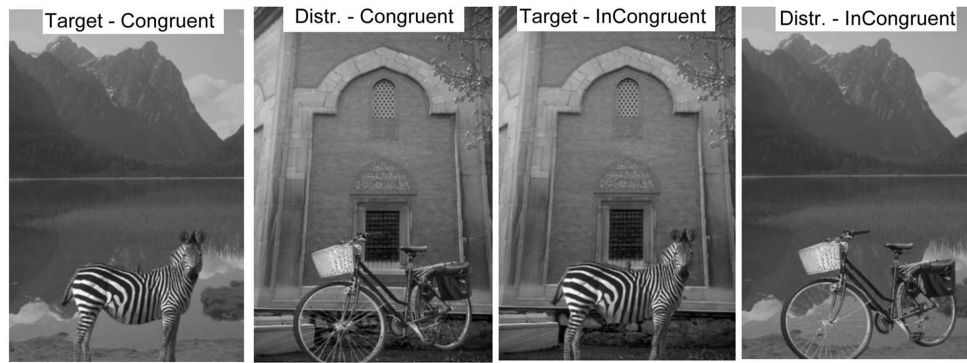 Target - Congruent
Distr. - Congruent
Target - InCongruent
Distr. - InCongruent